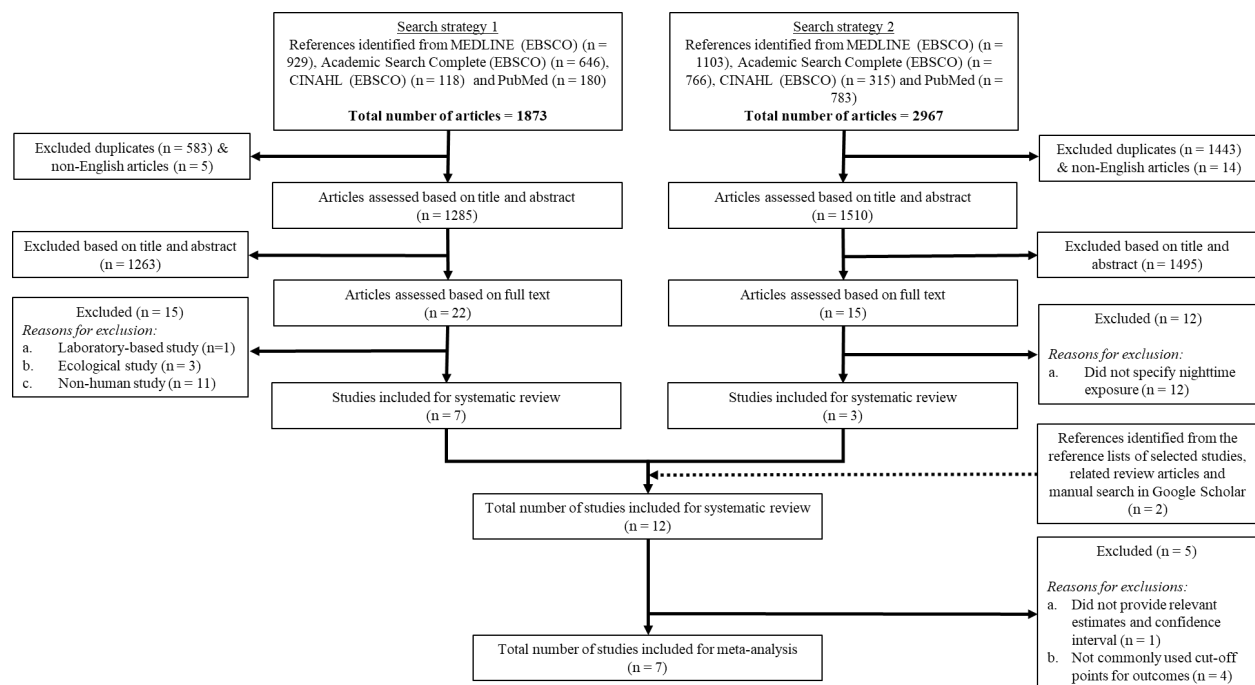 Search strategy 1
References identified from MEDLINE (EBSCO) (n =
929), Academic Search Complete (EBSCO) (n = 646),
CINAHL (EBSCO) (n = 118) and PubMed (n = 180)
Total number of articles = 1873
Search strategy 2
References identified from MEDLINE (EBSCO) (n =
1103), Academic Search Complete (EBSCO) (n =
766), CINAHL (EBSCO) (n = 315) and PubMed (n =
783)
Total number of articles = 2967
Excluded duplicates (n = 583) &
non-English articles (n = 5)
Excluded duplicates (n = 1443)
& non-English articles (n = 14)
Articles assessed based on title and abstract
(n = 1285)
Articles assessed based on title and abstract
(n = 1510)
Excluded based on title and abstract
(n = 1263)
Excluded based on title and
abstract (n = 1495)
Articles assessed based on full text
(n = 22)
Articles assessed based on full text
(n = 15)
Excluded (n = 15)
Reasons for exclusion:
a. Laboratory-based study (n=1)
b. Ecological study (n = 3)
c. Non-human study (n = 11)
Excluded (n = 12)
Reasons for exclusion:
a. Did not specify nighttime
exposure (n = 12)
Studies included for systematic review
(n = 7)
Studies included for systematic review
(n = 3)
References identified from the
reference lists of selected studies,
related review articles and
manual search in Google Scholar
(n = 2)
Total number of studies included for systematic review
(n = 12)
Excluded (n = 5)
Reasons for exclusions:
a. Did not provide relevant
estimates and confidence
interval (n = 1)
b. Not commonly used cut-off
points for outcomes (n = 4)
Total number of studies included for meta-analysis
(n = 7)